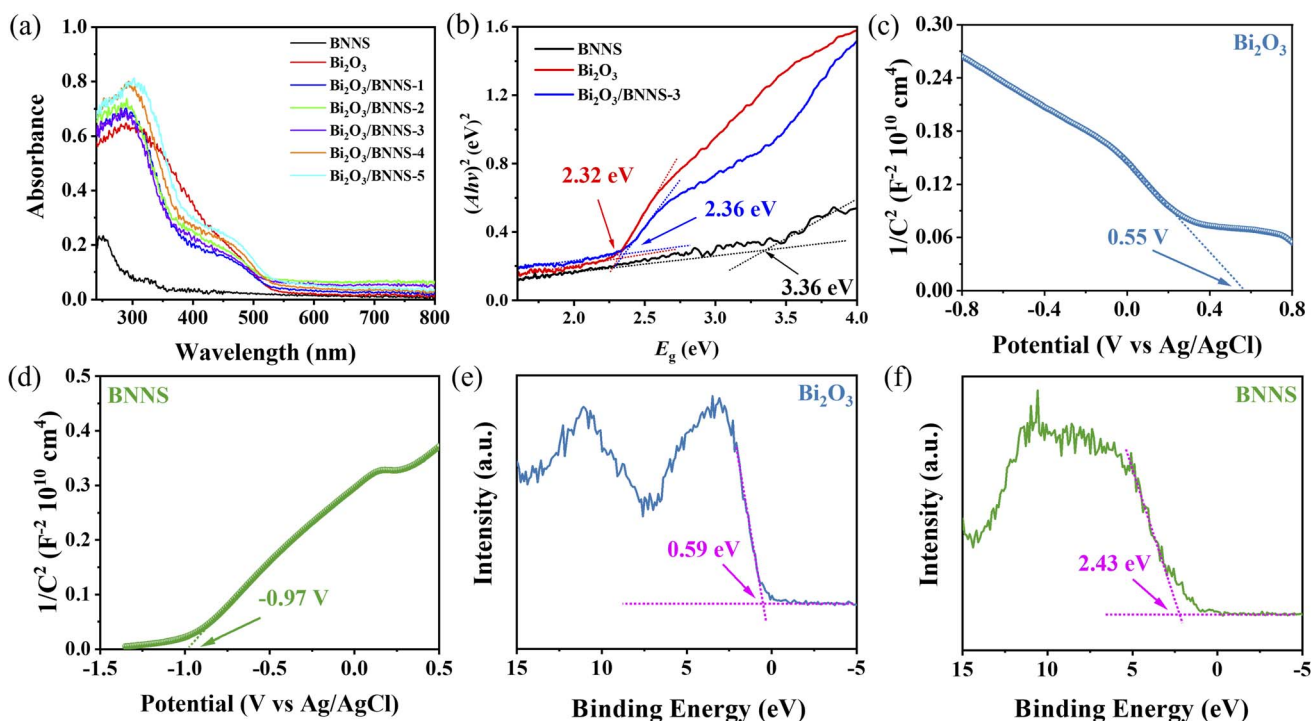 (a)
BNNS
Bi₂O₃
Bi₂O₃/BNNS-1
Bi₂O₃/BNNS-2
Bi₂O₃/BNNS-3
Bi₂O₃/BNNS-4
Bi₂O₃/BNNS-5
Absorbance
1.0
0.8
0.6
0.4
0.2
0.0
300 400 500 600 700 800
Wavelength (nm)
(b)
BNNS
Bi₂O₃
Bi₂O₃/BNNS-3
2.32 eV
2.36 eV
3.36 eV
(Ahν)² (eV)²
1.6
1.2
0.8
0.4
0.0
2.0 2.5 3.0 3.5 4.0
E_g (eV)
(c)
Bi₂O₃
0.55 V
1/C² (F⁻² 10¹⁰ cm⁴)
0.30
0.24
0.18
0.12
0.06
0.00
-0.8 -0.4 0.0 0.4 0.8
Potential (V vs Ag/AgCl)
(d)
BNNS
-0.97 V
1/C² (F⁻² 10¹⁰ cm⁴)
0.5
0.4
0.3
0.2
0.1
0.0
-1.5 -1.0 -0.5 0.0 0.5
Potential (V vs Ag/AgCl)
(e)
Bi₂O₃
0.59 eV
Intensity (a.u.)
15 10 5 0 -5
Binding Energy (eV)
(f)
BNNS
2.43 eV
Intensity (a.u.)
15 10 5 0 -5
Binding Energy (eV)